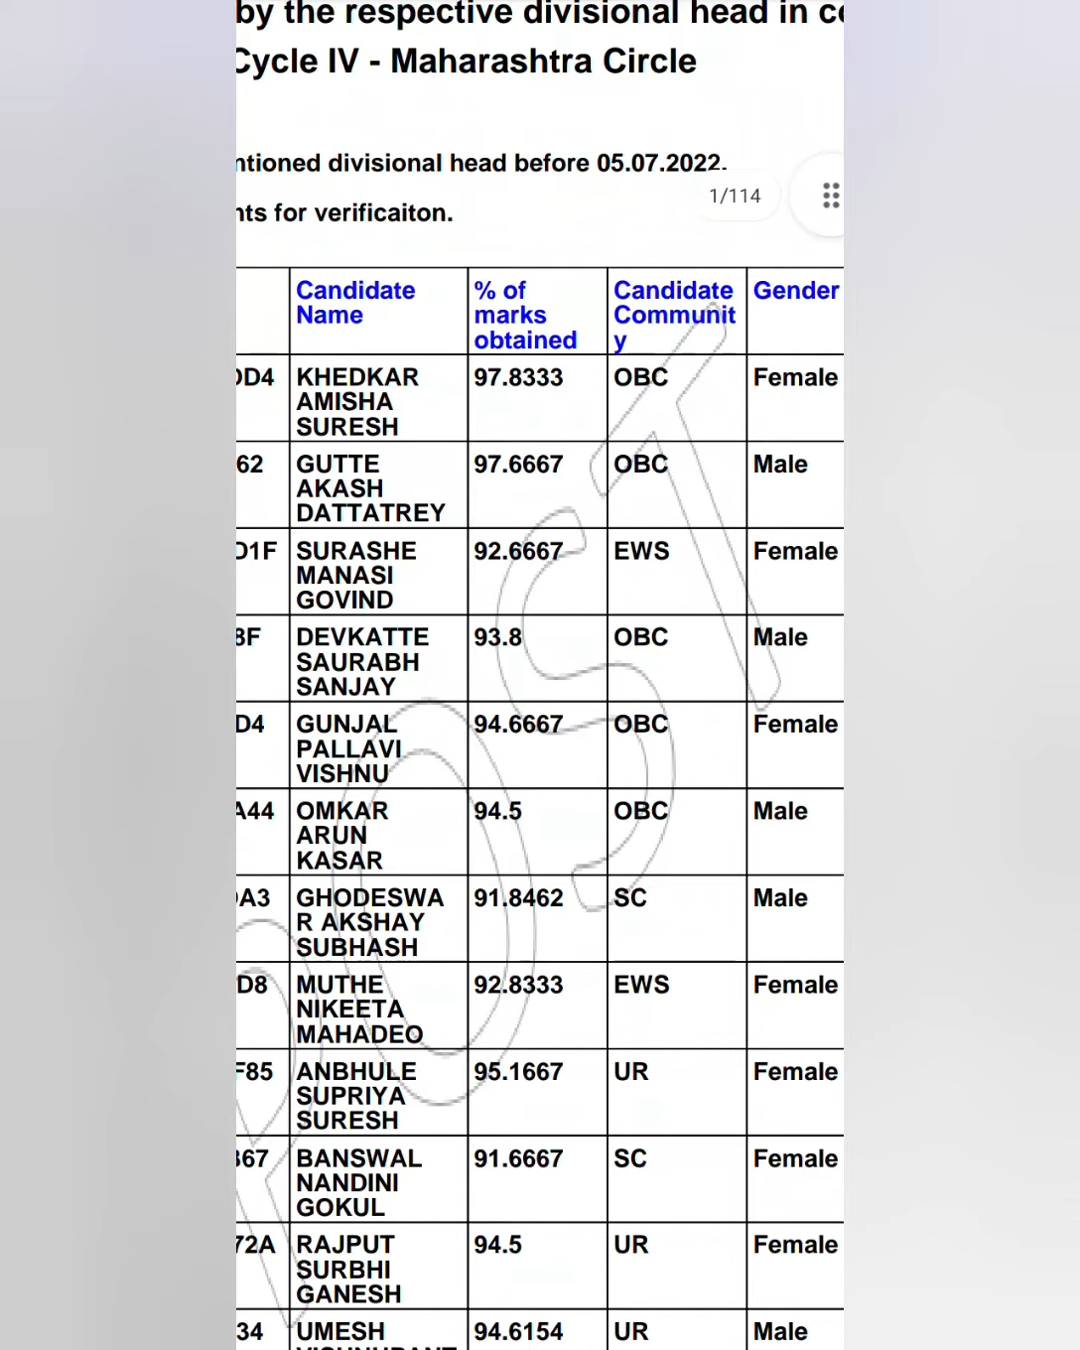 by the respective divisional head in
Cycle IV - Maharashtra Circle
ntioned divisional head before 05.07.2022.
1/114
nts for verificaiton.
Candidate Name % of marks obtained Candidate Community Gender
DD4 KHEDKAR AMISHA SURESH 97.8333 OBC Female
62 GUTTE AKASH DATTATREY 97.6667 OBC Male
D1F SURASHE MANASI GOVIND 92.6667 EWS Female
8F DEVKATTE SAURABH SANJAY 93.8 OBC Male
D4 GUNJAL PALLAVI VISHNU 94.6667 OBC Female
A44 OMKAR ARUN KASAR 94.5 OBC Male
A3 GHODESWAR AKSHAY SUBHASH 91.8462 SC Male
D8 MUTHE NIKEETA MAHADEO 92.8333 EWS Female
F85 ANBHULE SUPRIYA SURESH 95.1667 UR Female
67 BANSWAL NANDINI GOKUL 91.6667 SC Female
72A RAJPUT SURBHI GANESH 94.5 UR Female
34 UMESH 94.6154 UR Male
POST